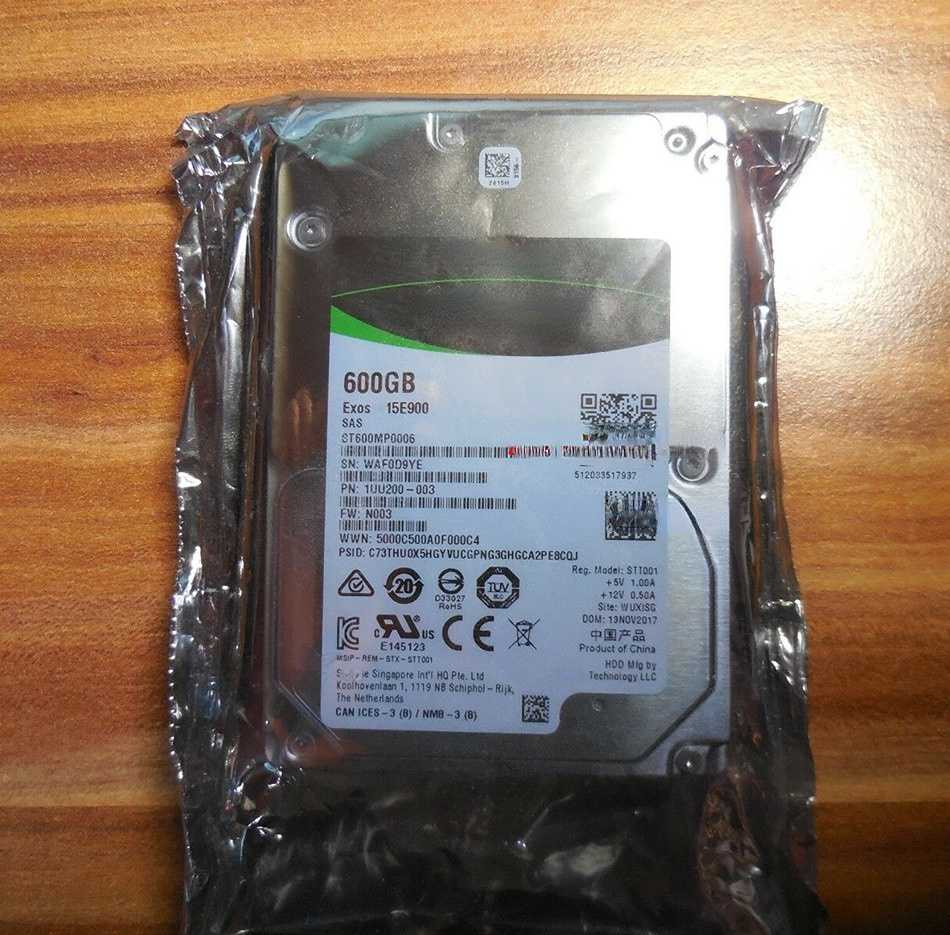 600GB
Exos 15E900
SAS
ST600MP0006
SN: WAF0D9YE
PN: 1UU200-003
FW: N003
WWN: 5000C500A0F000C4
PSID: C73THU0X5HGYVUCGPNG3GHGCA2PE8CQJ
512033517937
Reg. Model: STT001
+5V 1.00A
+12V 0.50A
Site: WUXISG
DOM: 13NOV2017
中国产品
Product of China
HDD Mfg by
Technology LLC
20
D33027
RoHS
TUV
c US
E145123
CE
MSIP-REM-STX-STT001
Singapore Int'l HQ Pte. Ltd
Koolhovenlaan 1, 1119 NB Schiphol-Rijk,
The Netherlands
CAN ICES-3 (B) / NMB-3 (B)